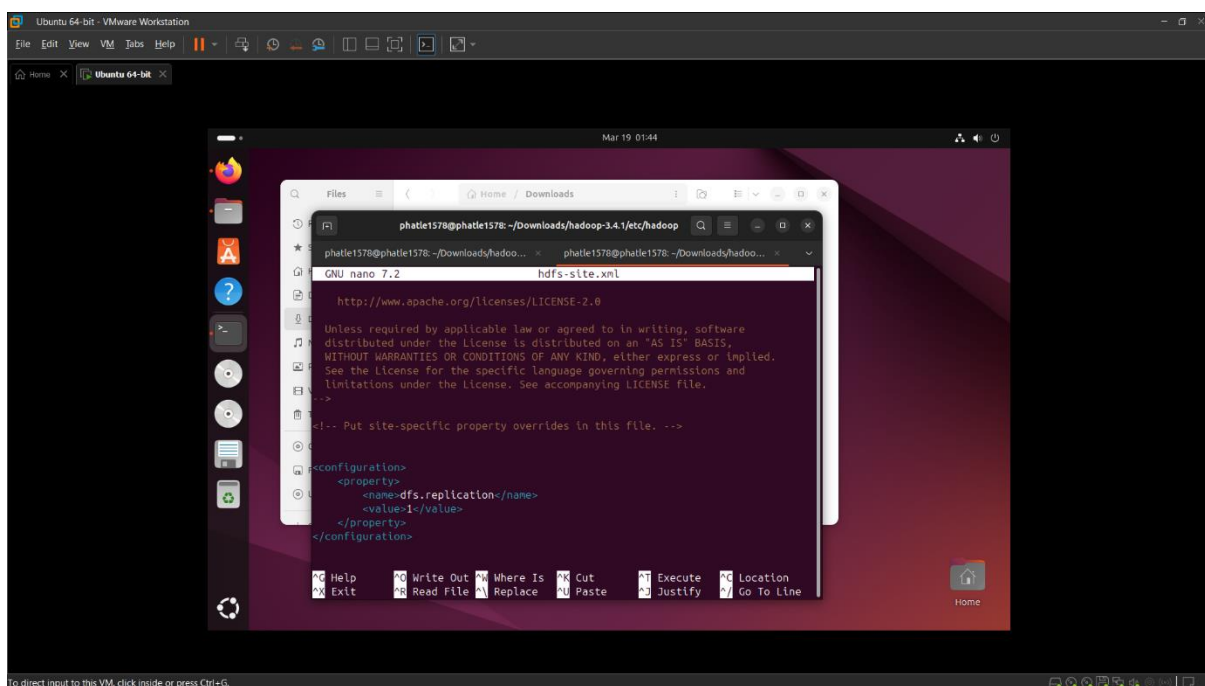 Ubuntu 64-bit - VMware Workstation
File Edit View VM Tabs Help
Home Ubuntu 64-bit
Mar 19 01:44
Files Home / Downloads
phatle1578@phatle1578: ~/Downloads/hadoop-3.4.1/etc/hadoop
phatle1578@phatle1578: ~/Downloads/hadoo... phatle1578@phatle1578: ~/Downloads/hadoo...
GNU nano 7.2 hdfs-site.xml
http://www.apache.org/licenses/LICENSE-2.0
Unless required by applicable law or agreed to in writing, software
distributed under the License is distributed on an "AS IS" BASIS,
WITHOUT WARRANTIES OR CONDITIONS OF ANY KIND, either express or implied.
See the License for the specific language governing permissions and
limitations under the License. See accompanying LICENSE file.
-->
<!-- Put site-specific property overrides in this file. -->
<configuration>
<property>
<name>dfs.replication</name>
<value>1</value>
</property>
</configuration>
^G Help ^O Write Out ^W Where Is ^K Cut ^T Execute ^C Location
^X Exit ^R Read File ^\ Replace ^U Paste ^J Justify ^/ Go To Line
Home
To direct input to this VM, click inside or press Ctrl+G.